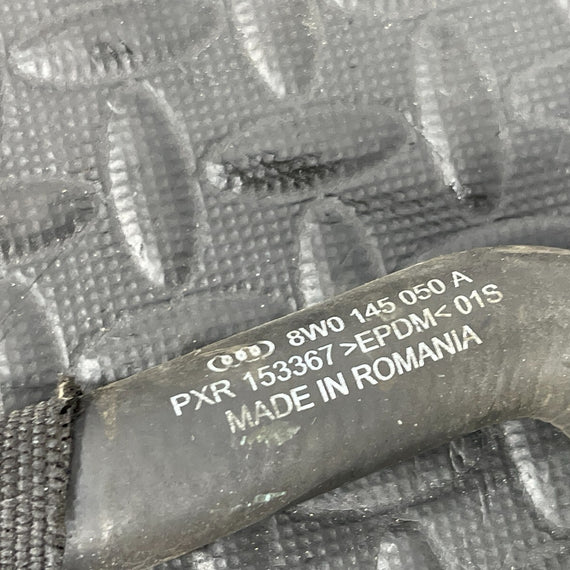 8W0 145 050 A
PXR 153367 >EPDM< 01S
MADE IN ROMANIA